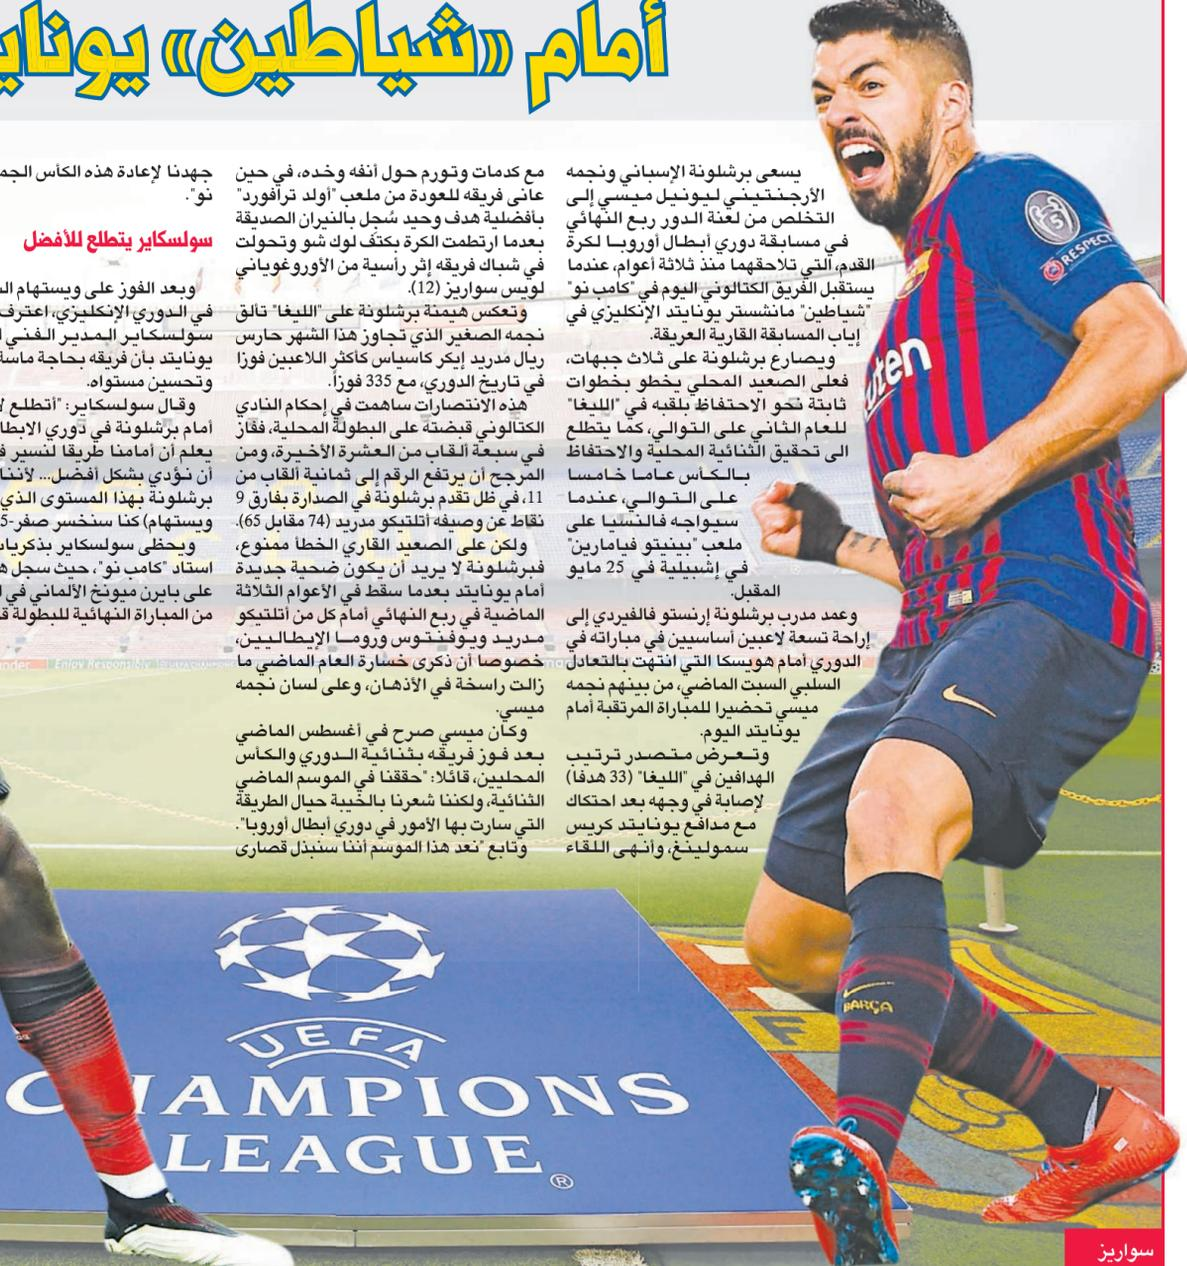 أمام «شياطين» يوناي
يسعى برشلونة الإسباني ونجمه
الأرجنتيني ليونيل ميسي إلى
التخلص من لعنة الدور ربع النهائي
في مسابقة دوري أبطال أوروبا لكرة
القدم، التي تلاحقهما منذ ثلاثة أعوام، عندما
يستقبل الفريق الكتالوني اليوم في "كامب نو"
"شياطين" مانشستر يونايتد الإنكليزي في
إياب المسابقة القارية العريقة.
ويصارع برشلونة على ثلاث جبهات،
فعلى الصعيد المحلي يخطو بخطوات
ثابتة نحو الاحتفاظ بلقبه في "الليغا"
للعام الثاني على التوالي، كما يتطلع
الى تحقيق الثنائية المحلية والاحتفاظ
بالكأس عاما خامسا
على التوالي، عندما
سيواجه فالنسيا على
ملعب "بينيتو فيامارين"
في إشبيلية في 25 مايو
المقبل.
وعمد مدرب برشلونة إرنستو فالفيردي إلى
إراحة تسعة لاعبين أساسيين في مباراته في
الدوري أمام هويسكا التي انتهت بالتعادل
السلبي السبت الماضي، من بينهم نجمه
ميسي تحضيرا للمباراة المرتقبة أمام
يونايتد اليوم.
وتعرض متصدر ترتيب
الهدافين في "الليغا" (33 هدفا)
لإصابة في وجهه بعد احتكاك
مع مدافع يونايتد كريس
سمولينغ، وأنهى اللقاء
مع كدمات وتورم حول أنفه وخده، في حين
عانى فريقه للعودة من ملعب "أولد ترافورد"
بأفضلية هدف وحيد سُجل بالنيران الصديقة
بعدما ارتطمت الكرة بكتف لوك شو وتحولت
في شباك فريقه إثر رأسية من الأوروغوياني
لويس سواريز (12).
وتعكس هيمنة برشلونة على "الليغا" تألق
نجمه الصغير الذي تجاوز هذا الشهر حارس
ريال مدريد إيكر كاسياس كأكثر اللاعبين فوزا
في تاريخ الدوري، مع 335 فوزاً.
هذه الانتصارات ساهمت في إحكام النادي
الكتالوني قبضته على البطولة المحلية، ففاز
في سبعة ألقاب من العشرة الأخيرة، ومن
المرجح أن يرتفع الرقم إلى ثمانية ألقاب من
11، في ظل تقدم برشلونة في الصدارة بفارق 9
نقاط عن وصيفه أتلتيكو مدريد (74 مقابل 65).
ولكن على الصعيد القاري الخطأ ممنوع،
فبرشلونة لا يريد أن يكون ضحية جديدة
أمام يونايتد بعدما سقط في الأعوام الثلاثة
الماضية في ربع النهائي أمام كل من أتلتيكو
مدريد ويوفنتوس وروما الإيطاليين،
خصوصا أن ذكرى خسارة العام الماضي ما
زالت راسخة في الأذهان، وعلى لسان نجمه
ميسي.
وكان ميسي صرح في أغسطس الماضي
بعد فوز فريقه بثنائية الدوري والكأس
المحليين، قائلا: "حققنا في الموسم الماضي
الثنائية، ولكننا شعرنا بالخيبة حيال الطريقة
التي سارت بها الأمور في دوري أبطال أوروبا".
وتابع "نعد هذا الموسم أننا سنبذل قصارى
جهدنا لإعادة هذه الكأس الجم
نو".
سولسكاير يتطلع للأفضل
وبعد الفوز على ويستهام ال
في الدوري الإنكليزي، اعترف
سولسكاير المدير الفني ل
يونايتد بأن فريقه بحاجة ماسة
وتحسين مستواه.
وقال سولسكاير: "أتطلع ل
أمام برشلونة في دوري الابطا
يعلم أن أمامنا طريقا لنسير ف
أن نؤدي بشكل أفضل... لأننا
برشلونة بهذا المستوى الذي
ويستهام) كنا سنخسر صفر-5
ويحظى سولسكاير بذكريات
استاد "كامب نو"، حيث سجل ه
على بايرن ميونخ الألماني في ا
من المباراة النهائية للبطولة ق
5
RESPECT
uten
BARÇA
Enjoy Responsibly
F
UEFA
CHAMPIONS
LEAGUE
®
سواريز